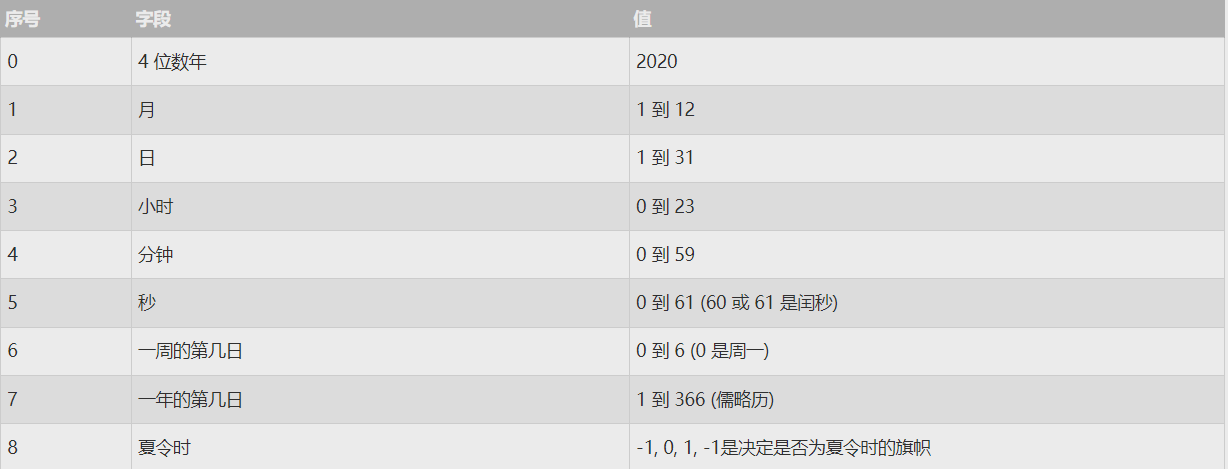 序号 字段 值
0 4 位数年 2020
1 月 1 到 12
2 日 1 到 31
3 小时 0 到 23
4 分钟 0 到 59
5 秒 0 到 61 (60 或 61 是闰秒)
6 一周的第几日 0 到 6 (0 是周一)
7 一年的第几日 1 到 366 (儒略历)
8 夏令时 -1, 0, 1, -1是决定是否为夏令时的旗帜